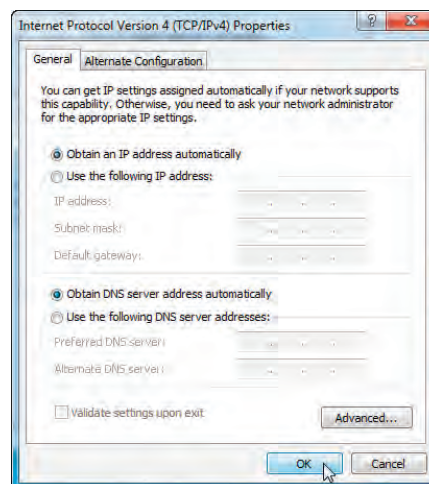 Internet Protocol Version 4 (TCP/IPv4) Properties
General Alternate Configuration
You can get IP settings assigned automatically if your network supports
this capability. Otherwise, you need to ask your network administrator
for the appropriate IP settings.
Obtain an IP address automatically
Use the following IP address:
IP address:
Subnet mask:
Default gateway:
Obtain DNS server address automatically
Use the following DNS server addresses:
Preferred DNS server:
Alternate DNS server:
Validate settings upon exit
Advanced...
OK Cancel